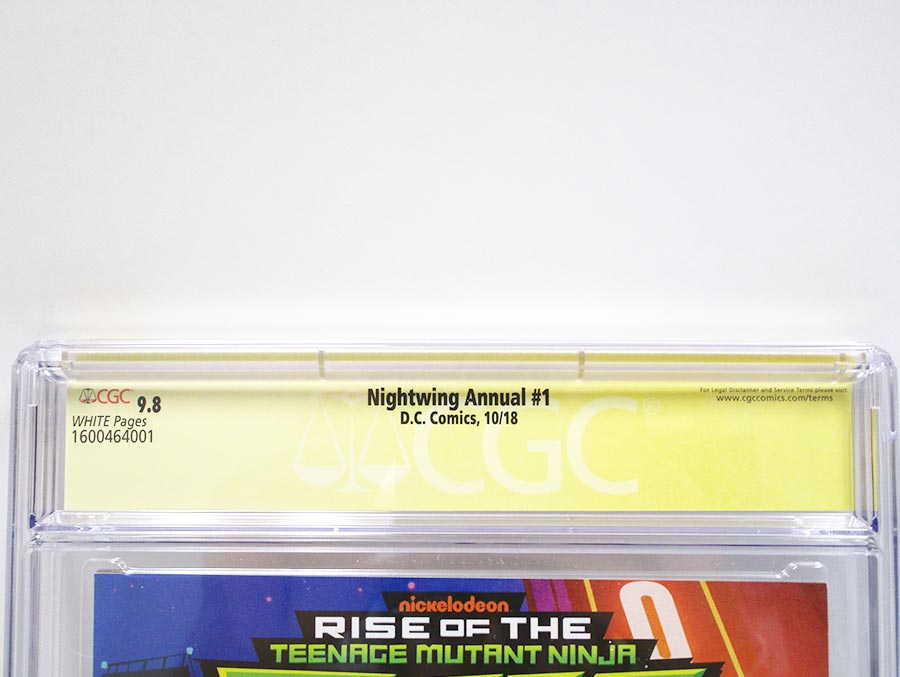 CGC 9.8
WHITE Pages
1600464001
Nightwing Annual #1
D.C. Comics, 10/18
For Legal Disclaimer and Service Terms please visit
www.cgccomics.com/terms
CGC®
nickelodeon
RISE OF THE
TEENAGE MUTANT NINJA